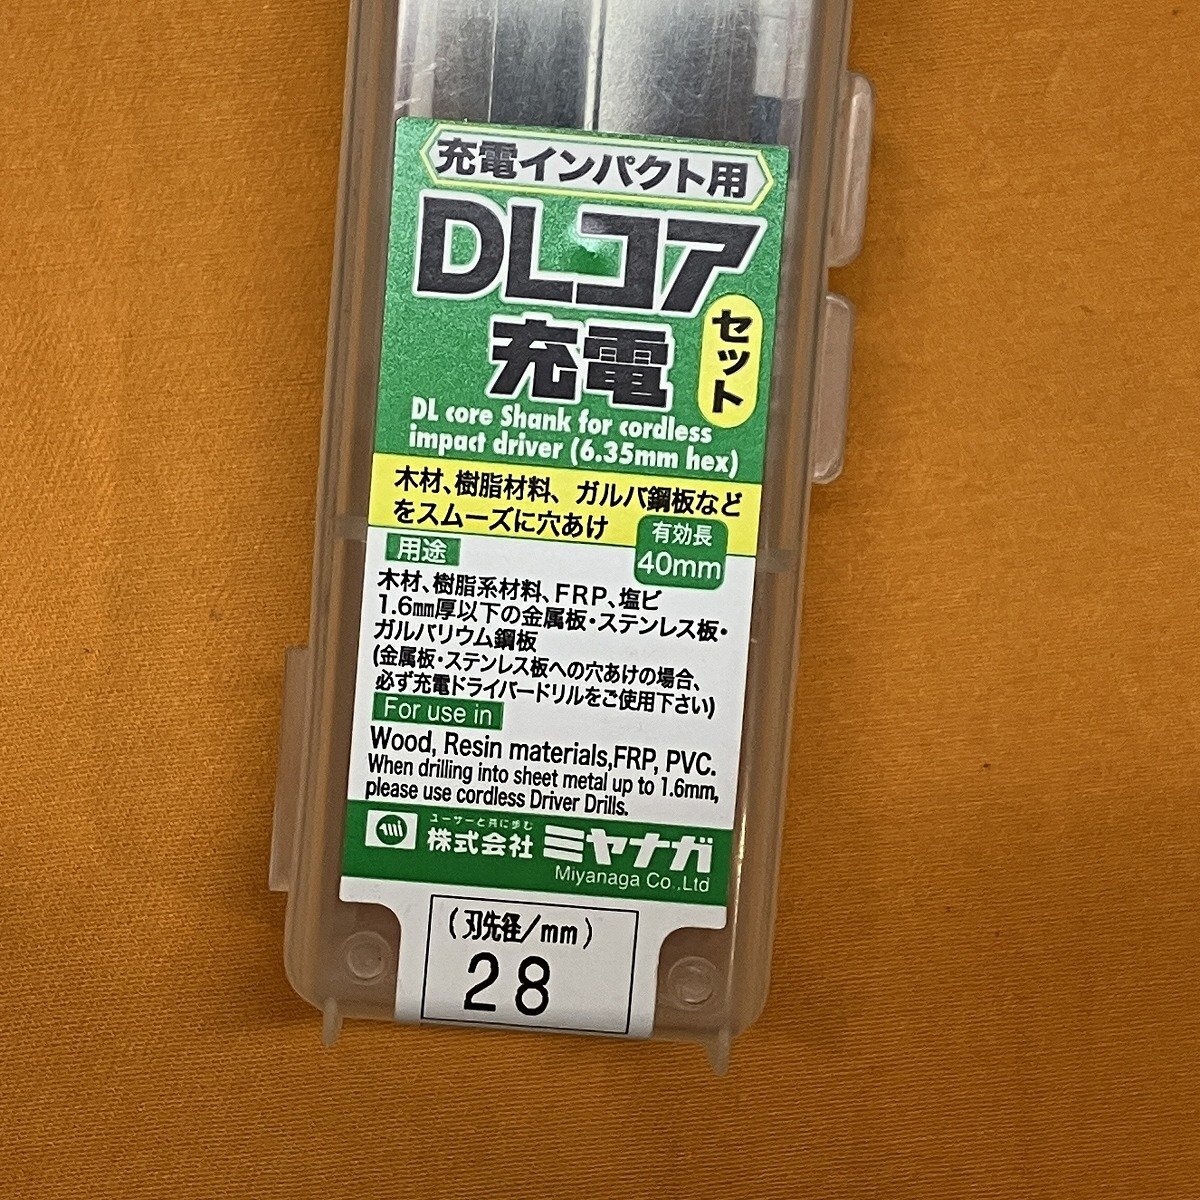 充電インパクト用
DLコア
充電
セット
DL core Shank for cordless
impact driver (6.35mm hex)
木材、樹脂材料、ガルバ鋼板など
をスムーズに穴あけ
有効長
40mm
用途
木材、樹脂系材料、FRP、塩ビ
1.6mm厚以下の金属板・ステンレス板・
ガルバリウム鋼板
(金属板・ステンレス板への穴あけの場合、
必ず充電ドライバードリルをご使用下さい)
For use in
Wood, Resin materials,FRP, PVC.
When drilling into sheet metal up to 1.6mm,
please use cordless Driver Drills.
ユーザーと共に歩む
株式会社 ミヤナガ
Miyanaga Co.,Ltd
(刃先径/mm)
28